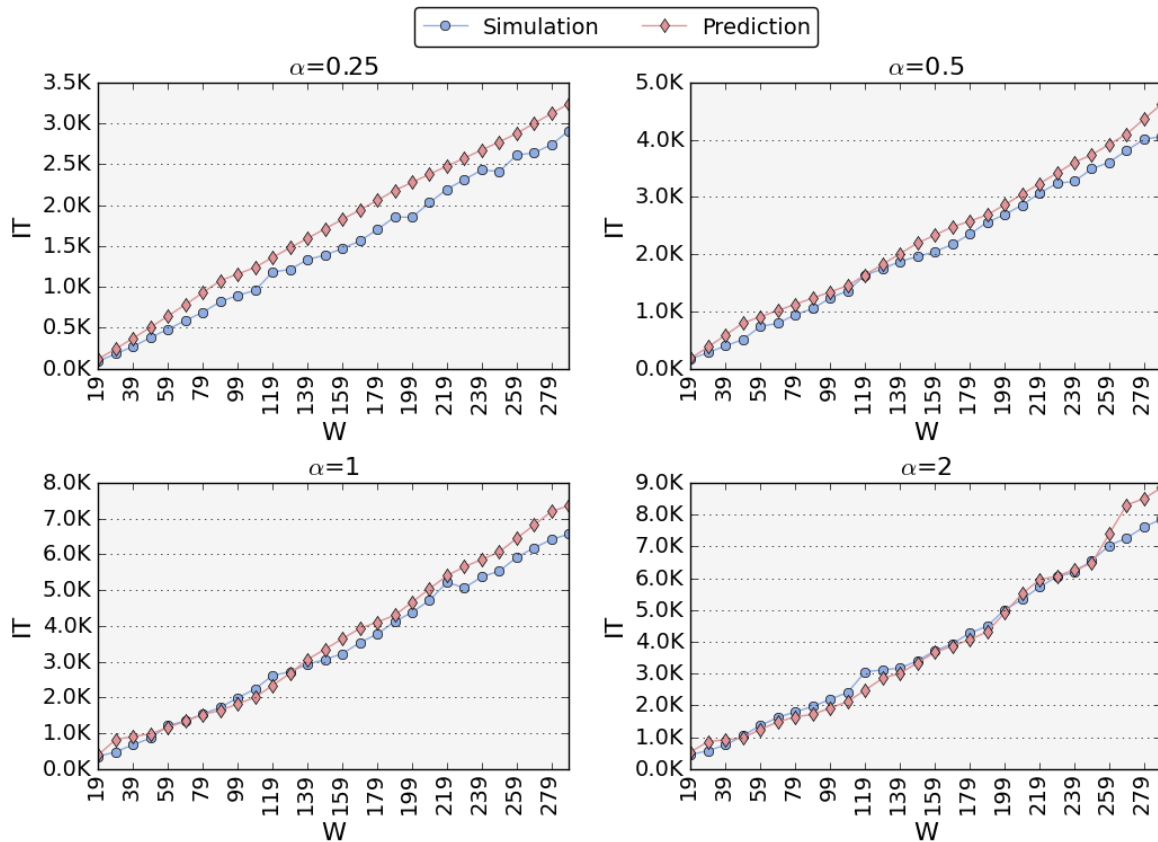 Simulation Prediction
α=0.25
3.5K
3.0K
2.5K
2.0K
1.5K
1.0K
0.5K
0.0K
IT
19 39 59 79 99 119 139 159 179 199 219 239 259 279
W
α=0.5
5.0K
4.0K
3.0K
2.0K
1.0K
0.0K
IT
19 39 59 79 99 119 139 159 179 199 219 239 259 279
W
α=1
8.0K
7.0K
6.0K
5.0K
4.0K
3.0K
2.0K
1.0K
0.0K
IT
19 39 59 79 99 119 139 159 179 199 219 239 259 279
W
α=2
9.0K
8.0K
7.0K
6.0K
5.0K
4.0K
3.0K
2.0K
1.0K
0.0K
IT
19 39 59 79 99 119 139 159 179 199 219 239 259 279
W